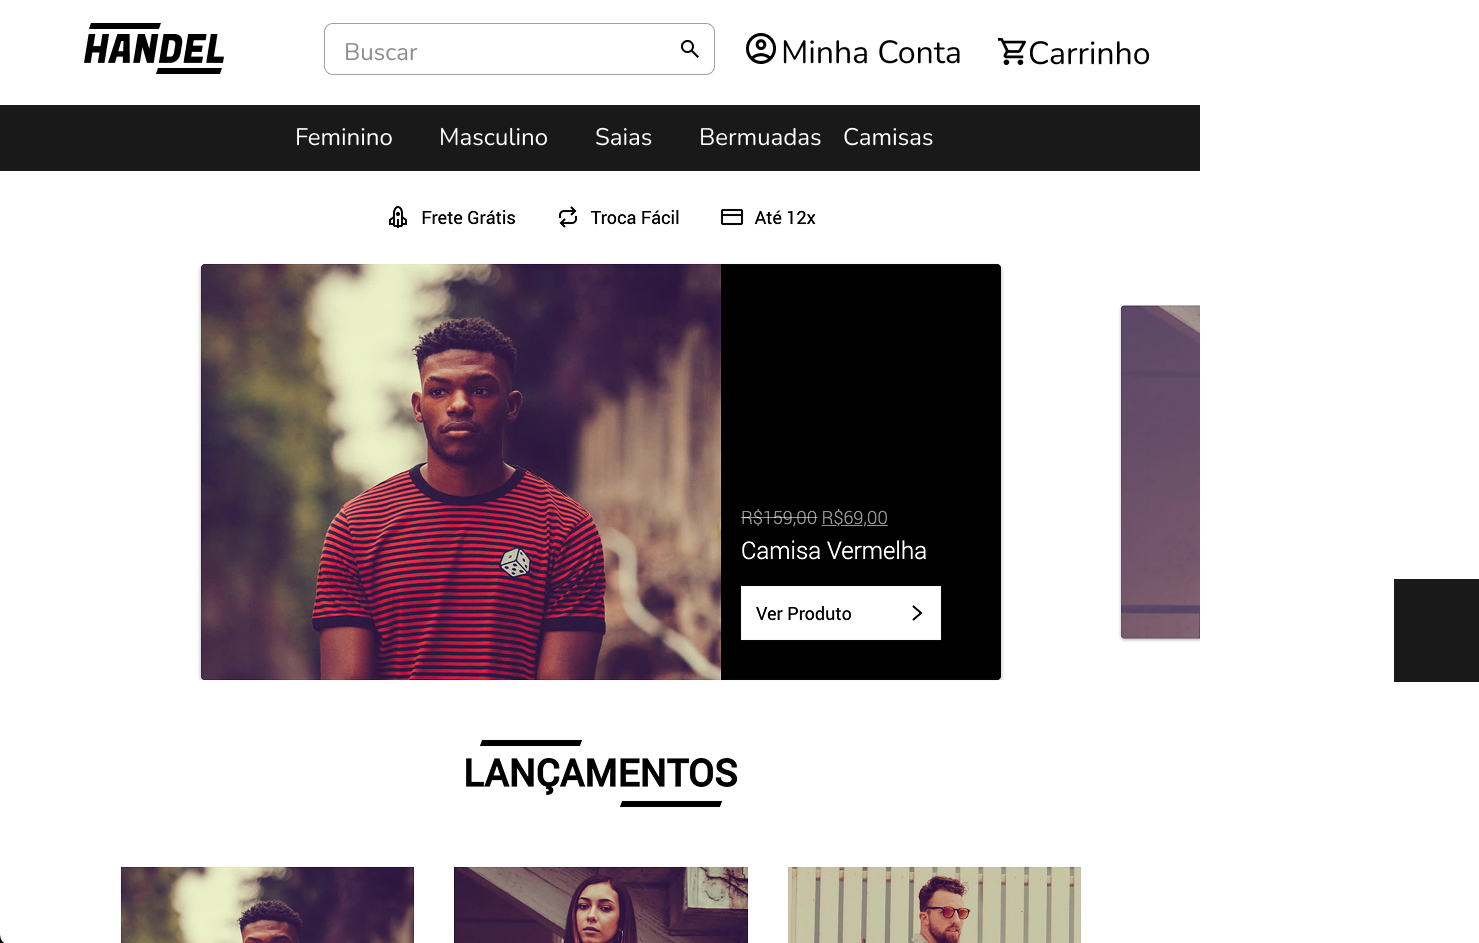 HANDEL
Buscar
Minha Conta
Carrinho
Feminino Masculino Saias Bermuadas Camisas
Frete Grátis Troca Fácil Até 12x
R$159,00 R$69,00
Camisa Vermelha
Ver Produto
LANÇAMENTOS